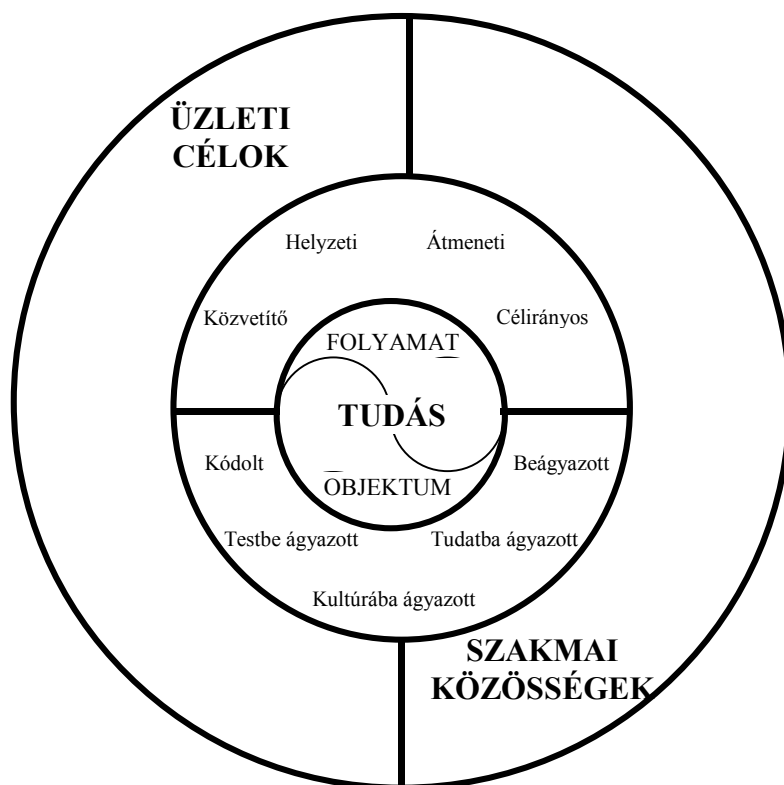 ÜZLETI
CÉLOK
Helyzeti
Átmeneti
Közvetítő
Célirányos
FOLYAMAT
TUDÁS
OBJEKTUM
Kódolt
Beágyazott
Testbe ágyazott
Tudatba ágyazott
Kultúrába ágyazott
SZAKMAI
KÖZÖSSÉGEK